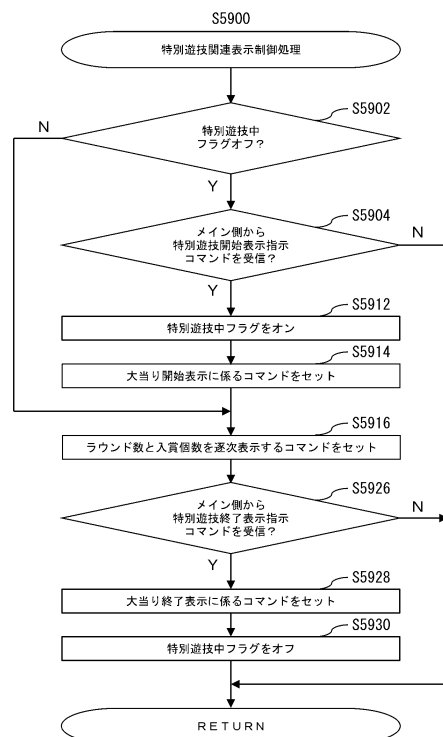 S5900
特別遊技関連表示制御処理
S5902
N
特別遊技中
フラグオフ?
Y
S5904
メイン側から
特別遊技開始表示指示
コマンドを受信?
N
Y
S5912
特別遊技中フラグをオン
S5914
大当り開始表示に係るコマンドをセット
S5916
ラウンド数と入賞個数を逐次表示するコマンドをセット
S5926
メイン側から
特別遊技終了表示指示
コマンドを受信?
N
Y
S5928
大当り終了表示に係るコマンドをセット
S5930
特別遊技中フラグをオフ
RETURN